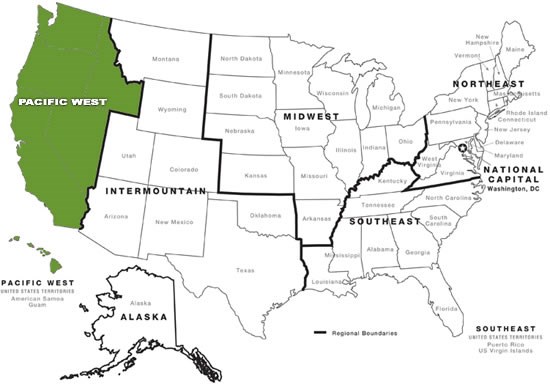 New
Hampshire
Vermont
Maine
Montana
North Dakota
Minnesota
NORTHEAST
PACIFIC WEST
Massachusetts
South Dakota
Wisconsin
Michigan
New York
Wyoming
Rhode Island
Connecticut
MIDWEST
Pennsylvania
New Jersey
Nebraska
Iowa
Delaware
Ohio
Illinois
Indiana
Utah
Maryland
West
Virginia
Colorado
NATIONAL
CAPITAL
Washington, DC
Kansas
Missouri
Virginia
Kentucky
INTERMOUNTAIN
North Carolina
Tennessee
Oklahoma
Arizona
Arkansas
New Mexico
SOUTHEAST
South
Carolina
Mississippi
Alabama
Georgia
Texas
Louisiana
PACIFIC WEST
UNITED STATES TERRITORIES
American Samoa
Guam
Alaska
ALASKA
Florida
Regional Boundaries
SOUTHEAST
UNITED STATES TERRITORIES
Puerto Rico
US Virgin Islands